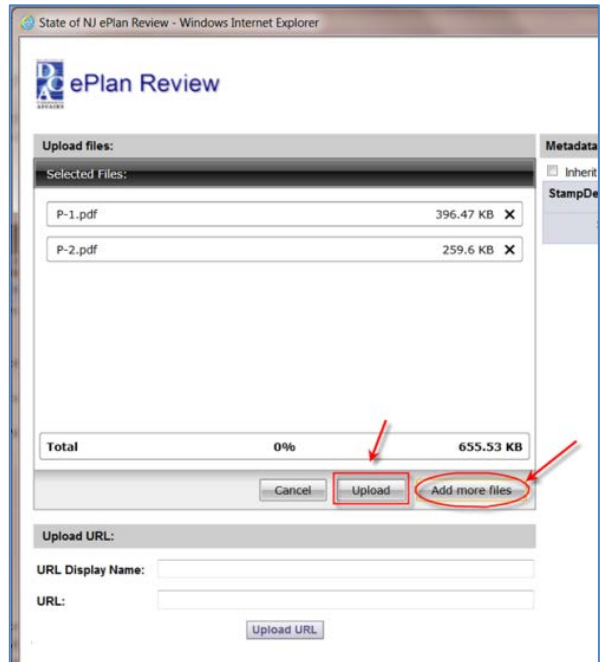 State of NJ ePlan Review - Windows Internet Explorer
DCA
AFFAIRS
ePlan Review
Upload files:
Metadata
Selected Files:
Inherit
StampDe
P-1.pdf 396.47 KB X
P-2.pdf 259.6 KB X
Total 0% 655.53 KB
Cancel Upload Add more files
Upload URL:
URL Display Name:
URL:
Upload URL